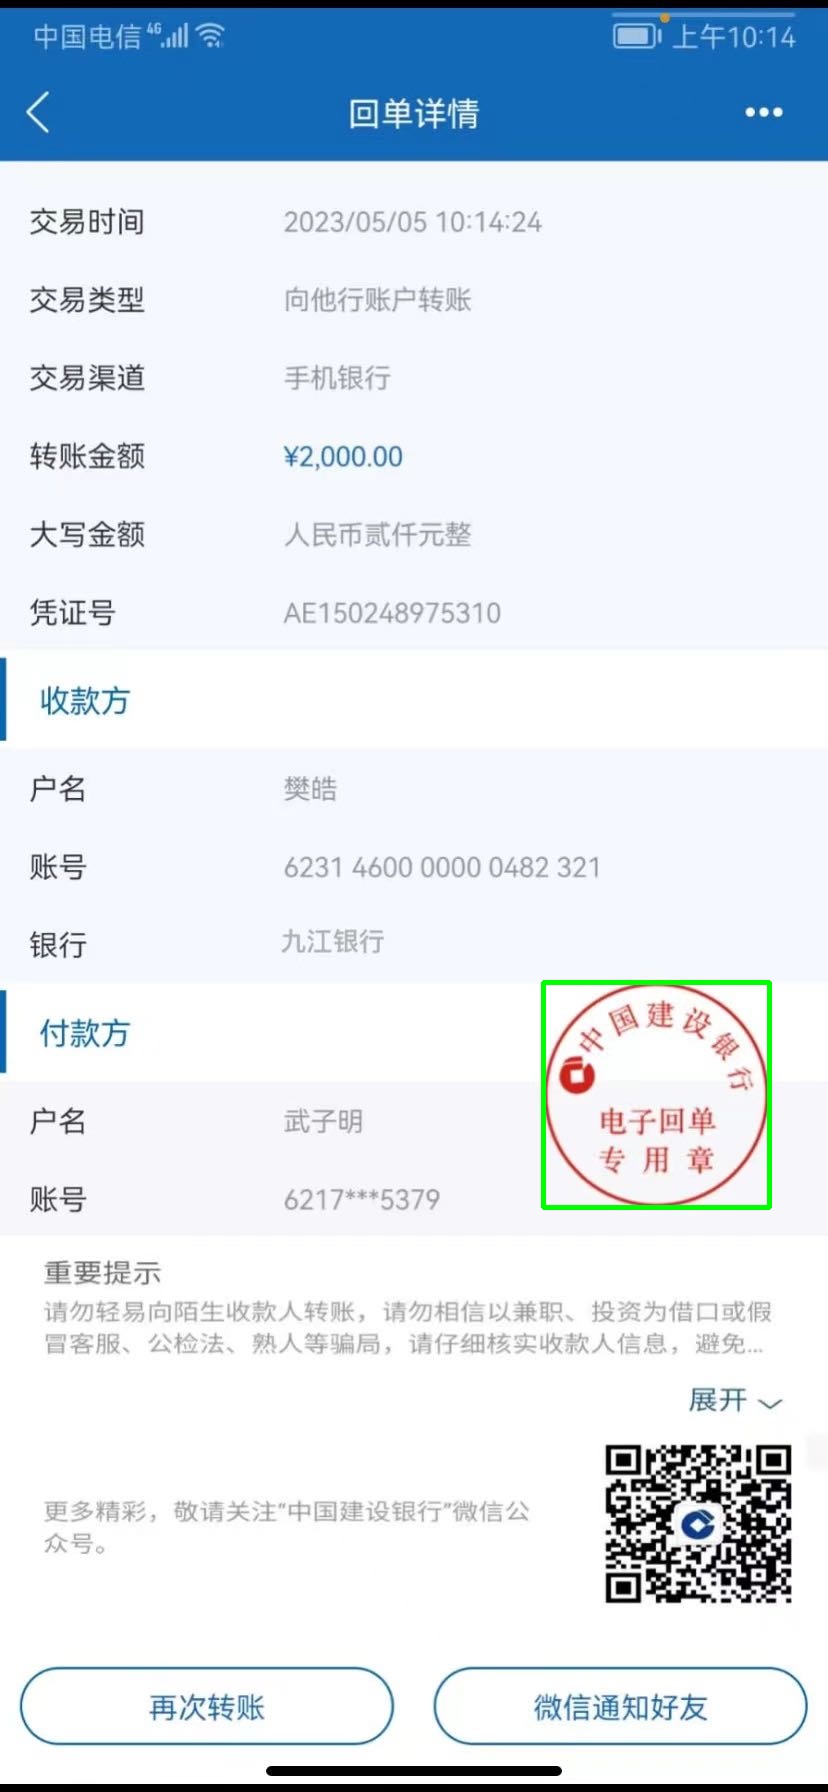 中国电信 4G 上午10:14
回单详情
交易时间 2023/05/05 10:14:24
交易类型 向他行账户转账
交易渠道 手机银行
转账金额 ¥2,000.00
大写金额 人民币贰仟元整
凭证号 AE150248975310
收款方
户名 樊皓
账号 6231 4600 0000 0482 321
银行 九江银行
付款方
中国建设银行
电子回单
专用章
户名 武子明
账号 6217***5379
重要提示
请勿轻易向陌生收款人转账，请勿相信以兼职、投资为借口或假
冒客服、公检法、熟人等骗局，请仔细核实收款人信息，避免...
展开
更多精彩，敬请关注"中国建设银行"微信公
众号。
再次转账 微信通知好友